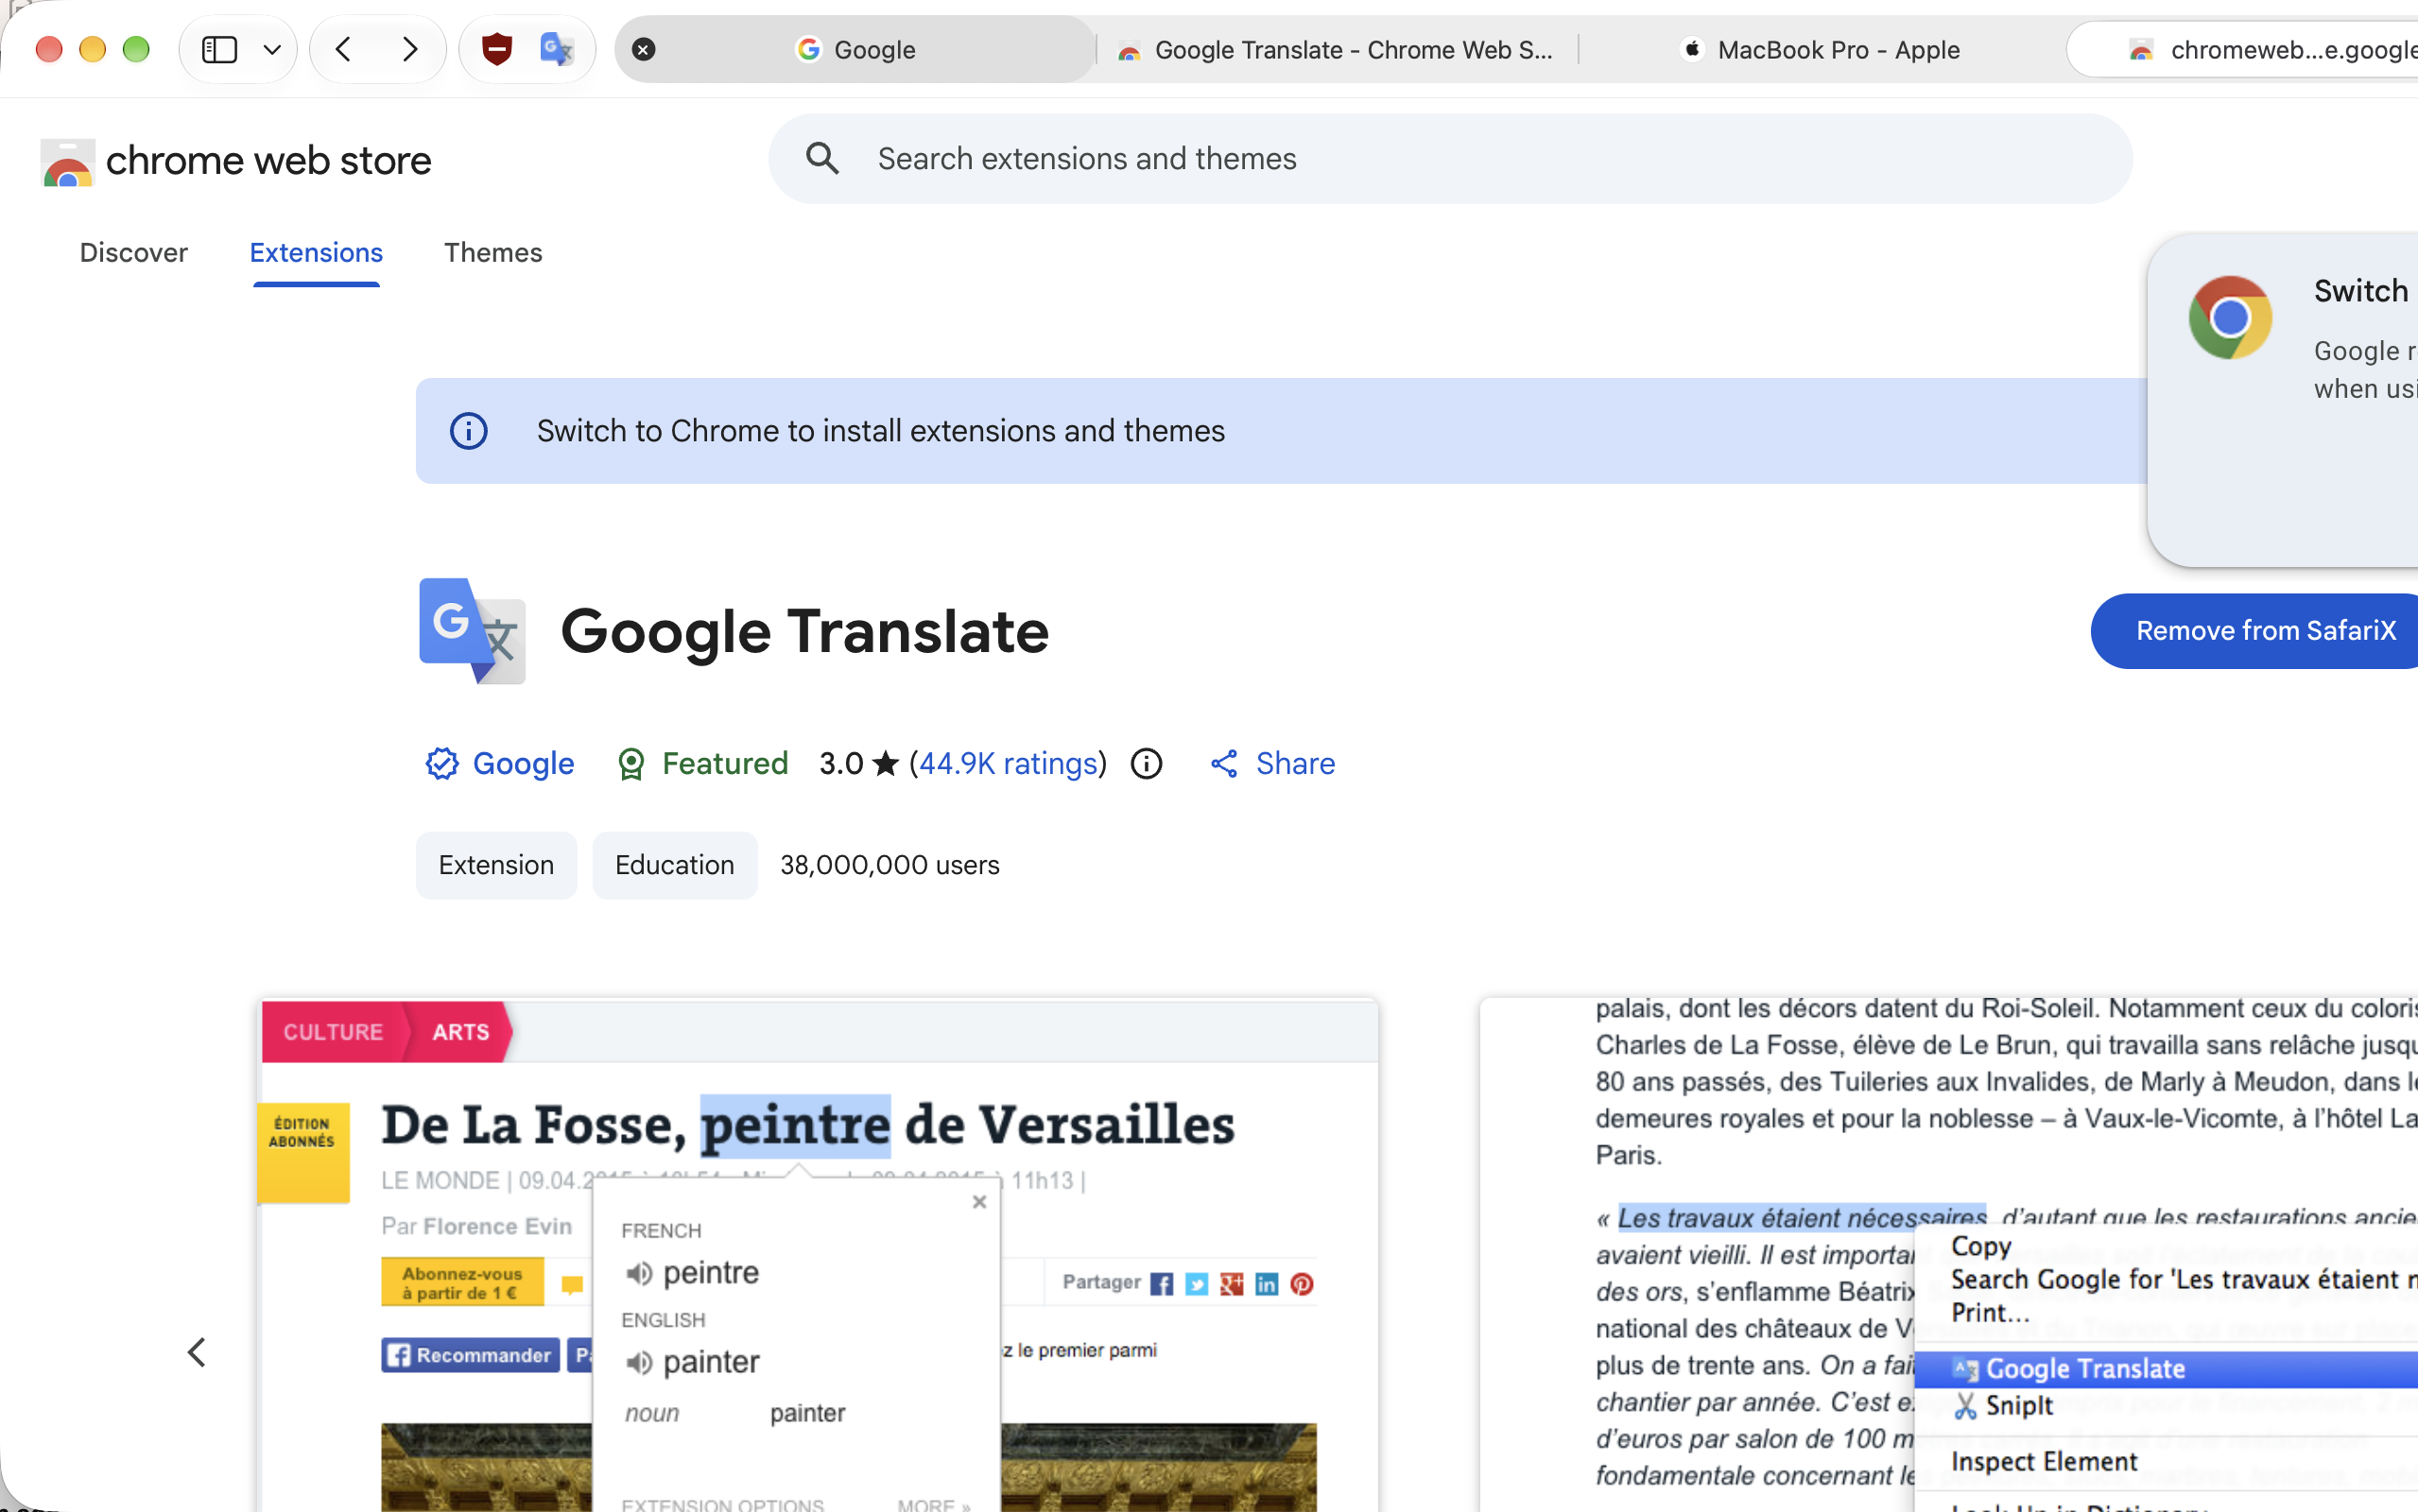 Google
Google Translate - Chrome Web S...
MacBook Pro - Apple
chromeweb...e.google
chrome web store
Search extensions and themes
Discover
Extensions
Themes
Switch
Google r
when usi
Switch to Chrome to install extensions and themes
Google Translate
Remove from SafariX
Google
Featured
3.0 ★ (44.9K ratings)
Share
Extension
Education
38,000,000 users
CULTURE
ARTS
ÉDITION
ABONNÉS
De La Fosse, peintre de Versailles
LE MONDE | 09.04.2
11h13 |
Par Florence Evin
Abonnez-vous
à partir de 1 €
Partager
Recommander
z le premier parmi
FRENCH
peintre
ENGLISH
painter
noun painter
EXTENSION OPTIONS
MORE »
palais, dont les décors datent du Roi-Soleil. Notamment ceux du coloris
Charles de La Fosse, élève de Le Brun, qui travailla sans relâche jusqu
80 ans passés, des Tuileries aux Invalides, de Marly à Meudon, dans le
demeures royales et pour la noblesse – à Vaux-le-Vicomte, à l'hôtel La
Paris.
« Les travaux étaient nécessaires, d'autant que les restaurations ancie
avaient vieilli. Il est importan
des ors, s'enflamme Béatrix
national des châteaux de V
plus de trente ans. On a fai
chantier par année. C'est e
d'euros par salon de 100 m
fondamentale concernant le
Copy
Search Google for 'Les travaux étaient n
Print...
Google Translate
SnipIt
Inspect Element
Look Up in Dictionary